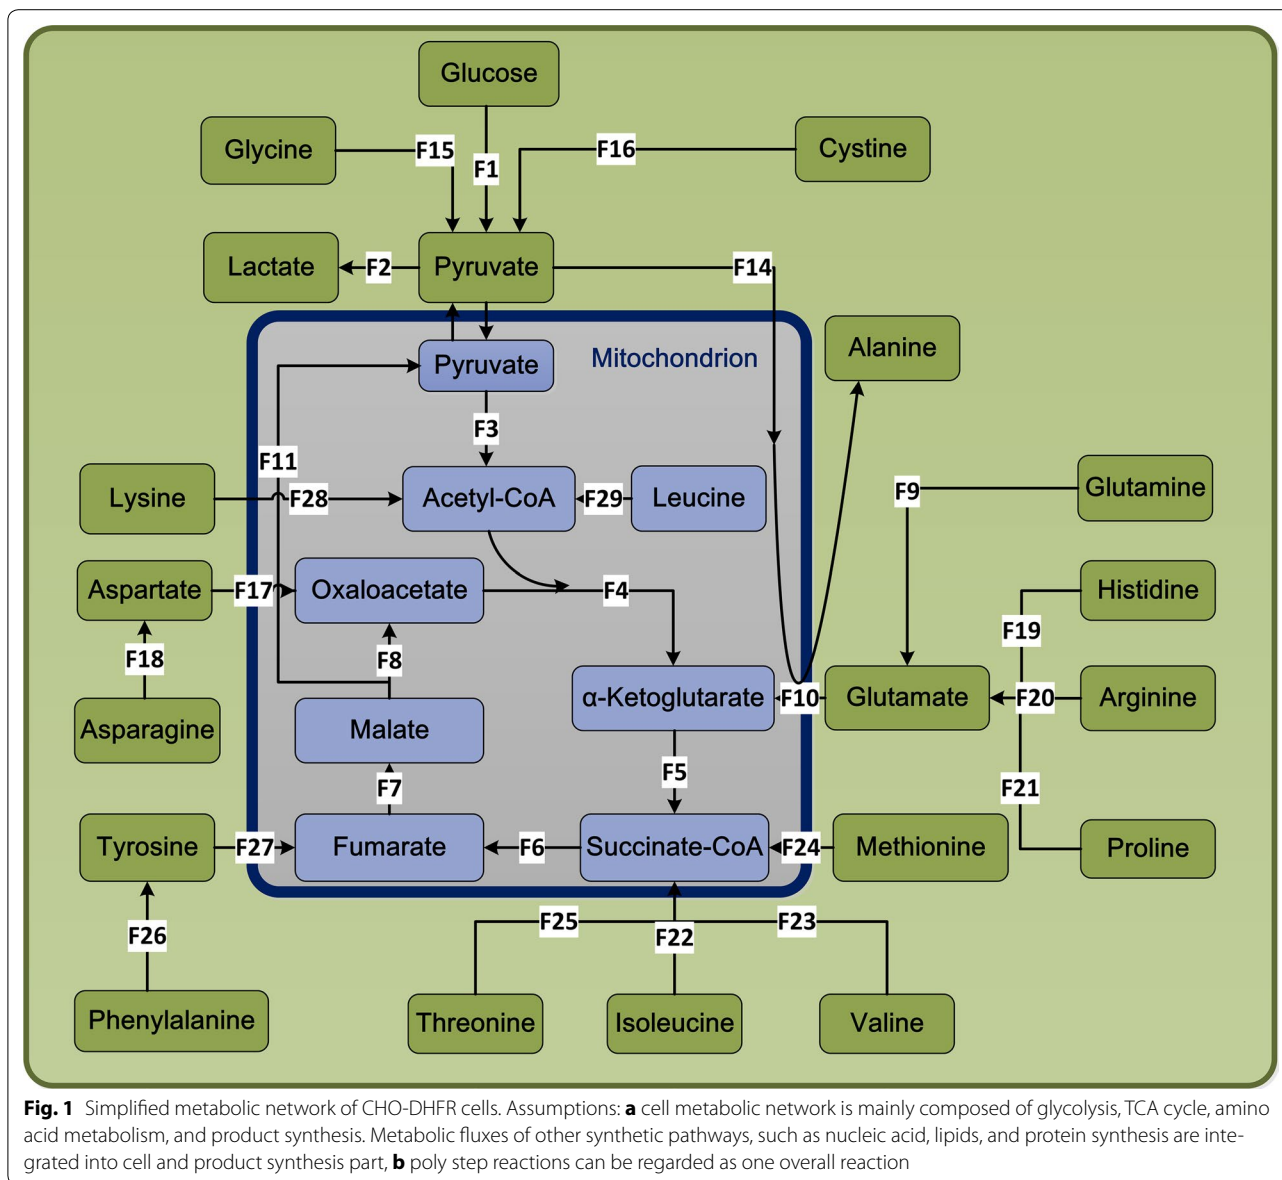 Glucose
Glycine
F15
F1
F16
Cystine
Lactate
F2
Pyruvate
F14
Mitochondrion
Alanine
Pyruvate
F3
F11
Lysine
F28
Acetyl-CoA
F29
Leucine
F9
Glutamine
Aspartate
F17
Oxaloacetate
F4
Histidine
F18
F8
F19
Asparagine
Malate
α-Ketoglutarate
F10
Glutamate
F20
Arginine
F7
F5
F21
Tyrosine
F27
Fumarate
F6
Succinate-CoA
F24
Methionine
Proline
F26
F25
F22
F23
Phenylalanine
Threonine
Isoleucine
Valine
Fig. 1 Simplified metabolic network of CHO-DHFR cells. Assumptions: a cell metabolic network is mainly composed of glycolysis, TCA cycle, amino
acid metabolism, and product synthesis. Metabolic fluxes of other synthetic pathways, such as nucleic acid, lipids, and protein synthesis are inte-
grated into cell and product synthesis part, b poly step reactions can be regarded as one overall reaction